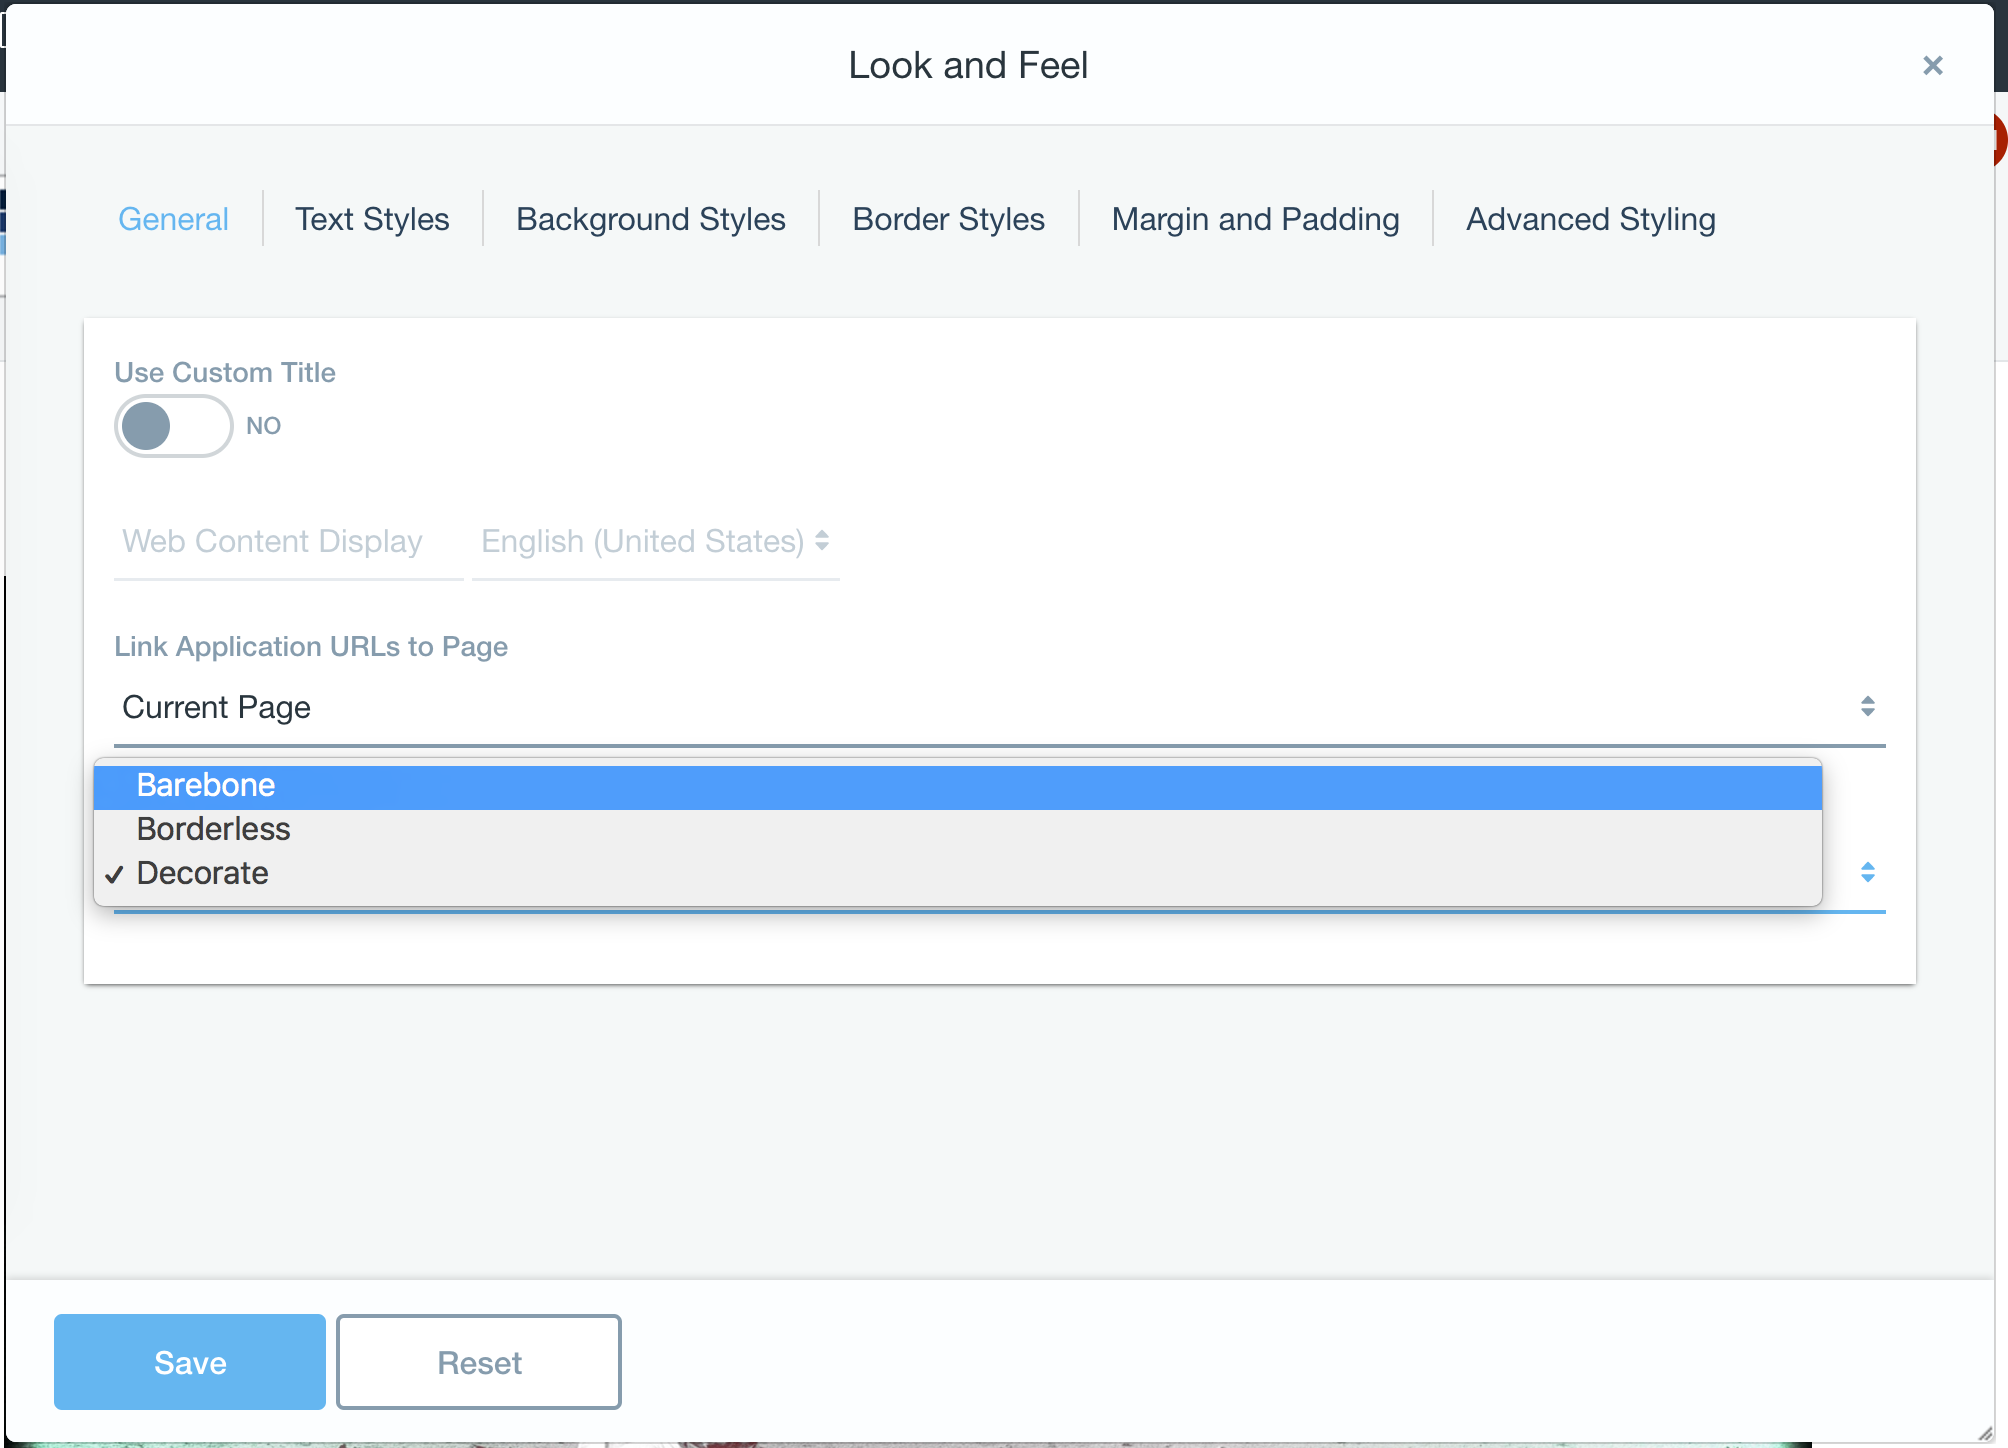 Look and Feel
General
Text Styles
Background Styles
Border Styles
Margin and Padding
Advanced Styling
Use Custom Title
NO
Web Content Display
English (United States)
Link Application URLs to Page
Current Page
Barebone
Borderless
Decorate
Save
Reset